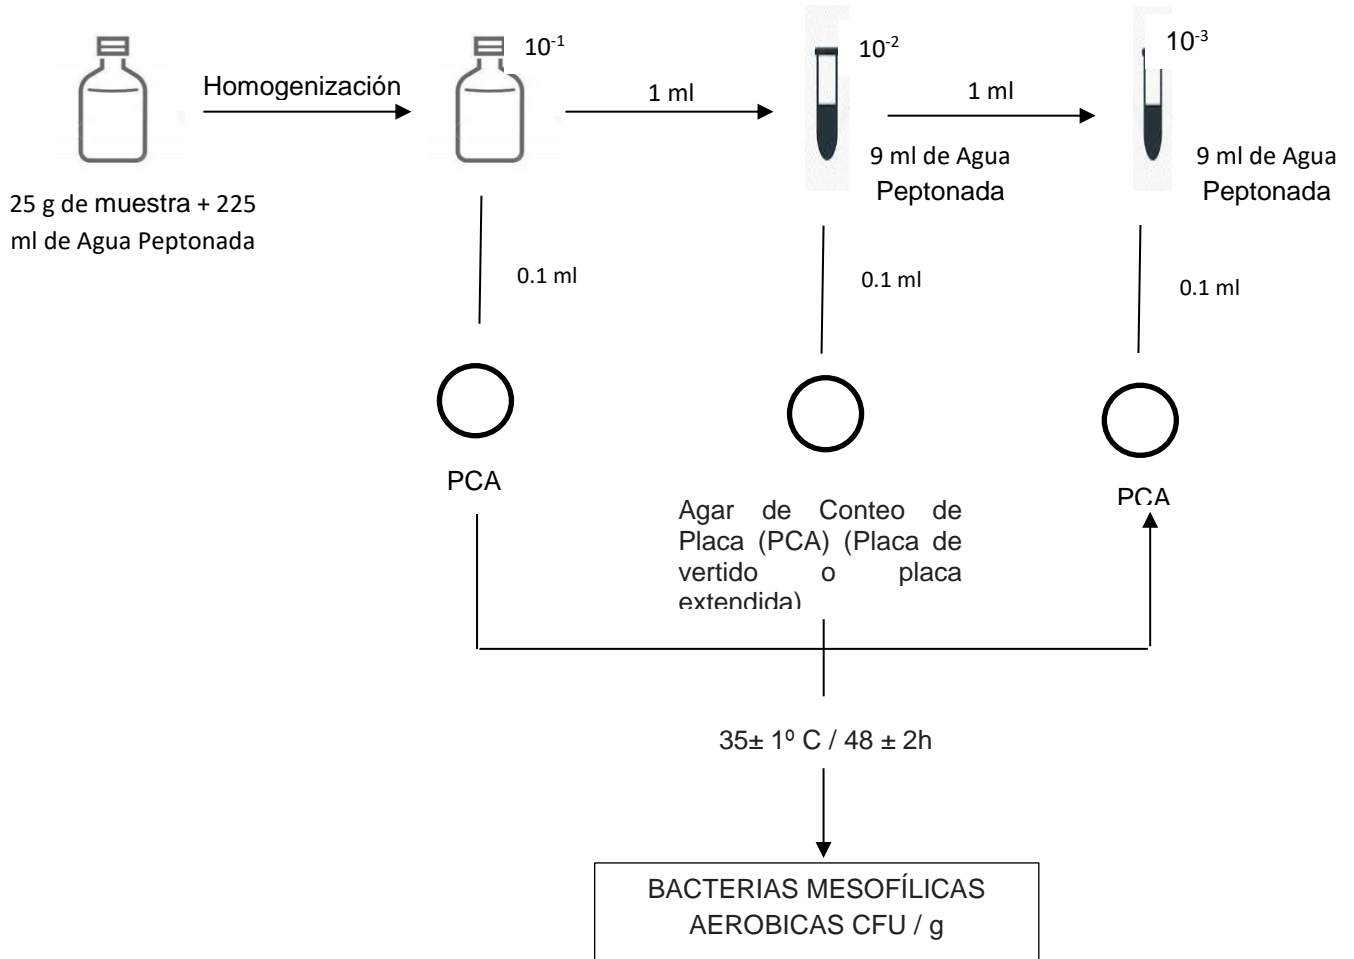 Homogenización
10-1
1 ml
10-2
1 ml
10-3
25 g de muestra + 225
ml de Agua Peptonada
9 ml de Agua
Peptonada
9 ml de Agua
Peptonada
0.1 ml
0.1 ml
0.1 ml
PCA
Agar de Conteo de
Placa (PCA) (Placa de
vertido o placa
extendida)
PCA
35± 1º C / 48 ± 2h
BACTERIAS MESOFÍLICAS
AEROBICAS CFU / g